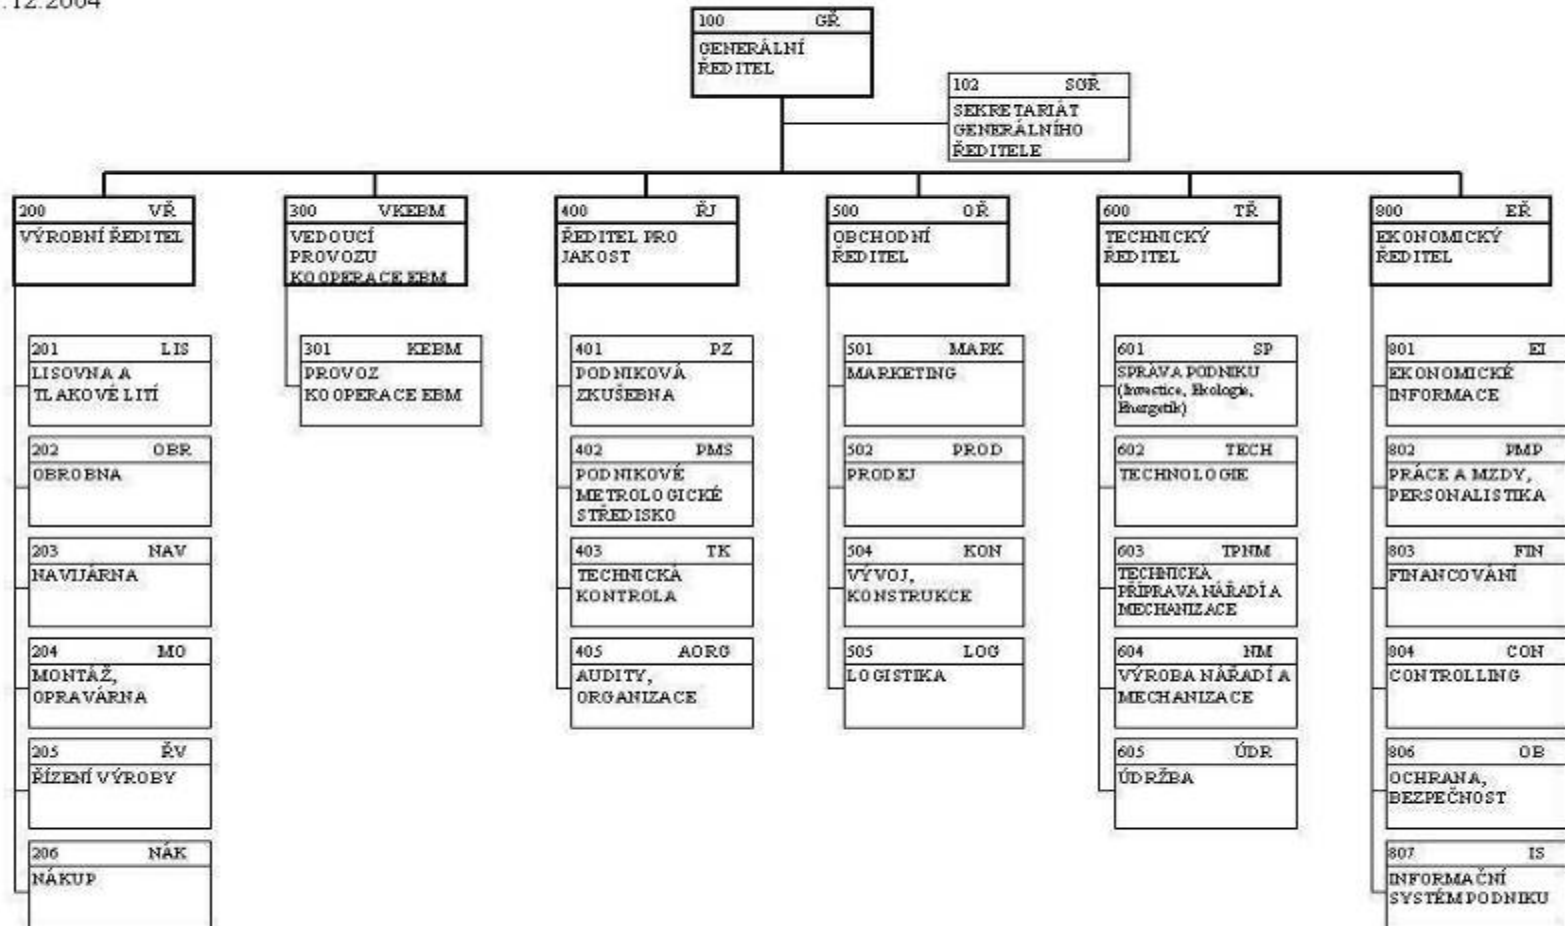 .12.2004
100 GŘ
GENERÁLNÍ
ŘEDITEL
102 SGŘ
SEKRETARIÁT
GENERÁLNÍHO
ŘEDITELE
200 VŘ
VÝROBNÍ ŘEDITEL
300 VKEBM
VEDOUCÍ
PROVOZU
KOOPERACE EBM
400 ŘJ
ŘEDITEL PRO
JAKOST
500 OŘ
OBCHODNÍ
ŘEDITEL
600 TŘ
TECHNICKÝ
ŘEDITEL
800 EŘ
EKONOMICKÝ
ŘEDITEL
201 LIS
LISOVNA A
TLAKOVÉ LITÍ
202 OBR
OBROBNA
203 NAV
NAVIJÁRNA
204 MO
MONTÁŽ,
OPRAVÁRNA
205 ŘV
ŘÍZENÍ VÝROBY
206 NÁK
NÁKUP
301 KEBM
PROVOZ
KOOPERACE EBM
401 PZ
PODNIKOVÁ
ZKUŠEBNA
402 PMS
PODNIKOVÉ
METROLOGICKÉ
STŘEDISKO
403 TK
TECHNICKÁ
KONTROLA
405 AORG
AUDITY,
ORGANIZACE
501 MARK
MARKETING
502 PROD
PRODEJ
504 KON
VÝVOJ,
KONSTRUKCE
505 LOG
LOGISTIKA
601 SP
SPRÁVA PODNIKU
(Investice, Ekologie,
Energetik)
602 TECH
TECHNOLOGIE
603 TPNM
TECHNICKÁ
PŘÍPRAVA NÁŘADÍ A
MECHANIZACE
604 NM
VÝROBA NÁŘADÍ A
MECHANIZACE
605 ÚDR
ÚDRŽBA
801 EI
EKONOMICKÉ
INFORMACE
802 PMP
PRÁCE A MZDY,
PERSONALISTIKA
803 FIN
FINANCOVÁNÍ
804 CON
CONTROLLING
806 OB
OCHRANA,
BEZPEČNOST
807 IS
INFORMAČNÍ
SYSTÉM PODNIKU